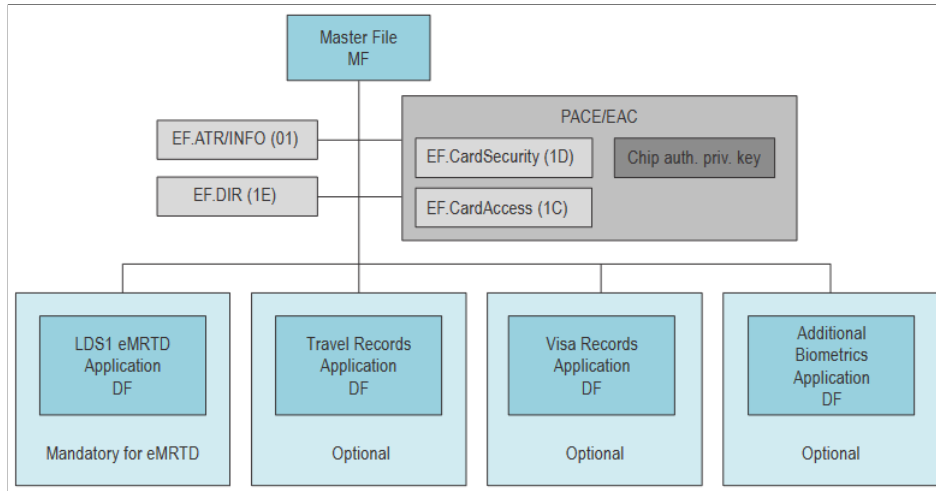 Master File
MF
PACE/EAC
EF.ATR/INFO (01)
EF.CardSecurity (1D)
Chip auth. priv. key
EF.DIR (1E)
EF.CardAccess (1C)
LDS1 eMRTD
Application
DF
Mandatory for eMRTD
Travel Records
Application
DF
Optional
Visa Records
Application
DF
Optional
Additional
Biometrics
Application
DF
Optional